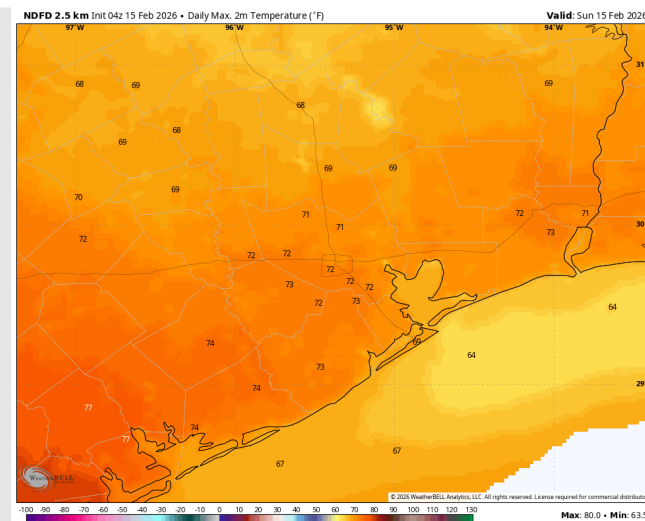 NDFD 2.5 km Init 04z 15 Feb 2026 • Daily Max. 2m Temperature (˚F) Valid: Sun 15 Feb 2026
97°W 96°W 95°W 94°W
31
68 69 69
68
68
69
69 69
69
70
71 72 71
71 73 30
72
72 72
72
73 72 72
72 73
64
74 69 64
73
29
74
77
74
77
67
67
WeatherBELL
© 2026 WeatherBELL Analytics, LLC. All rights reserved. License required for commercial distributio
-100 -90 -80 -70 -60 -50 -40 -30 -20 -10 0 10 20 30 40 50 60 70 80 90 100 110 120 130
Max: 80.0 • Min: 63.5